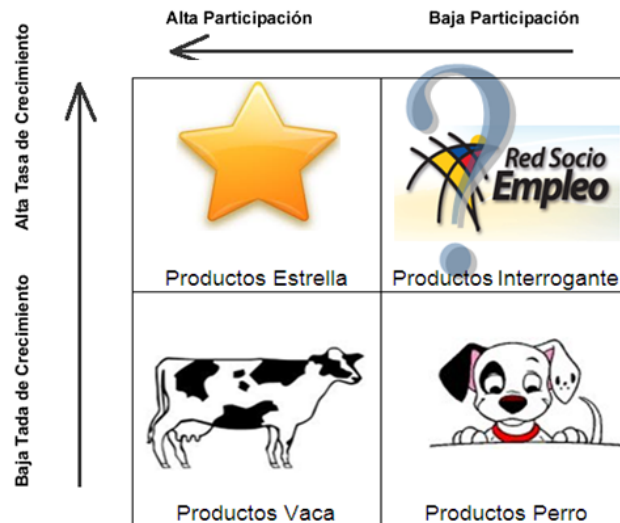 Alta Participación
Baja Participación
Alta Tasa de Crecimiento
Red Socio
Empleo
Productos Estrella
Productos Interrogante
Baja Tada de Crecimiento
Productos Vaca
Productos Perro